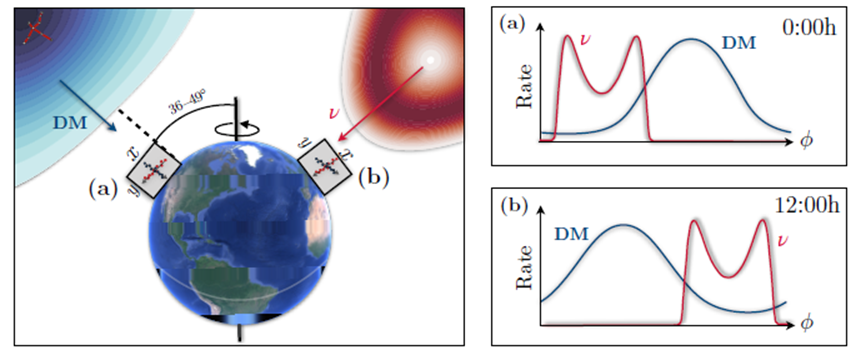 DM
36–49°
ν
x
y
(a)
y
x
(b)
(a)
0:00h
ν
DM
Rate
ϕ
(b)
12:00h
DM
ν
Rate
ϕ